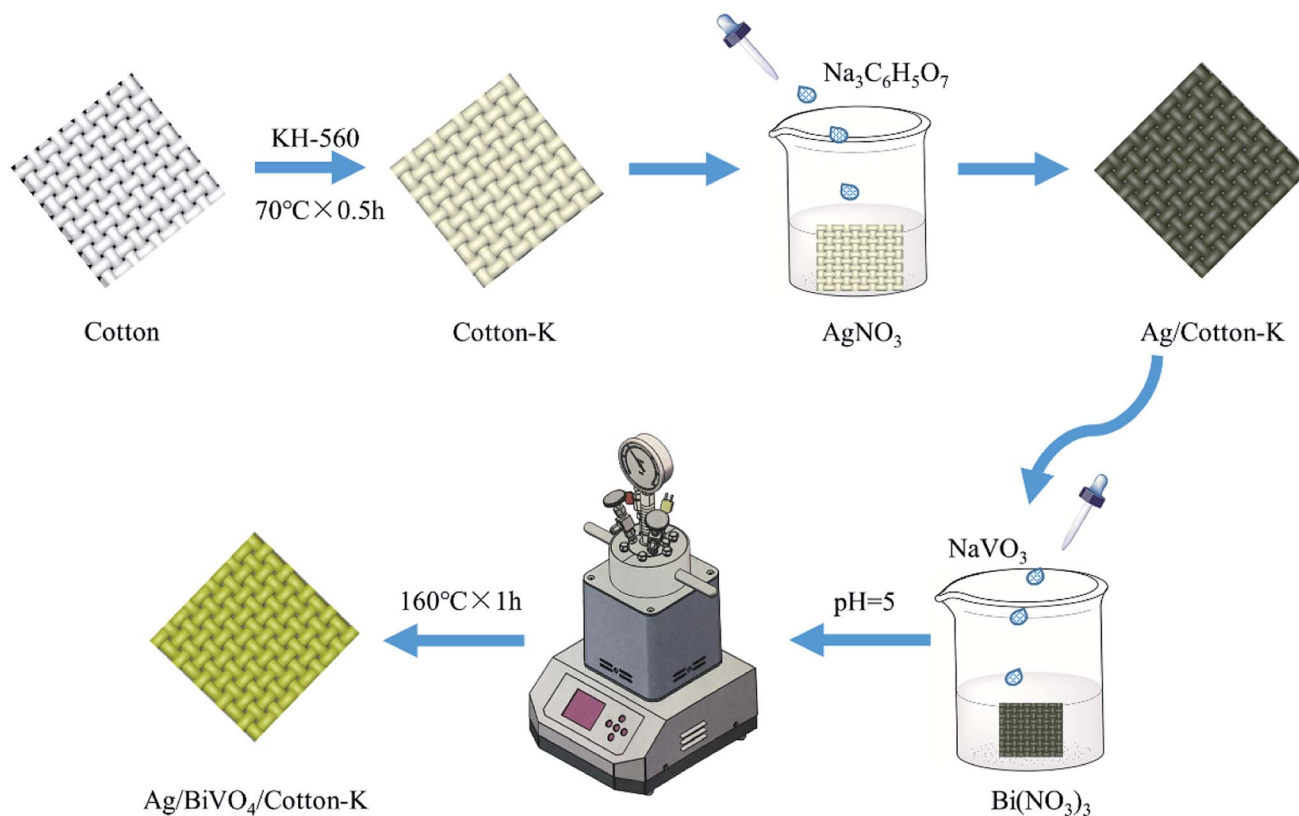 Na₃C₆H₅O₇
KH-560
70℃×0.5h
Cotton
Cotton-K
AgNO₃
Ag/Cotton-K
NaVO₃
160℃×1h
pH=5
Ag/BiVO₄/Cotton-K
Bi(NO₃)₃